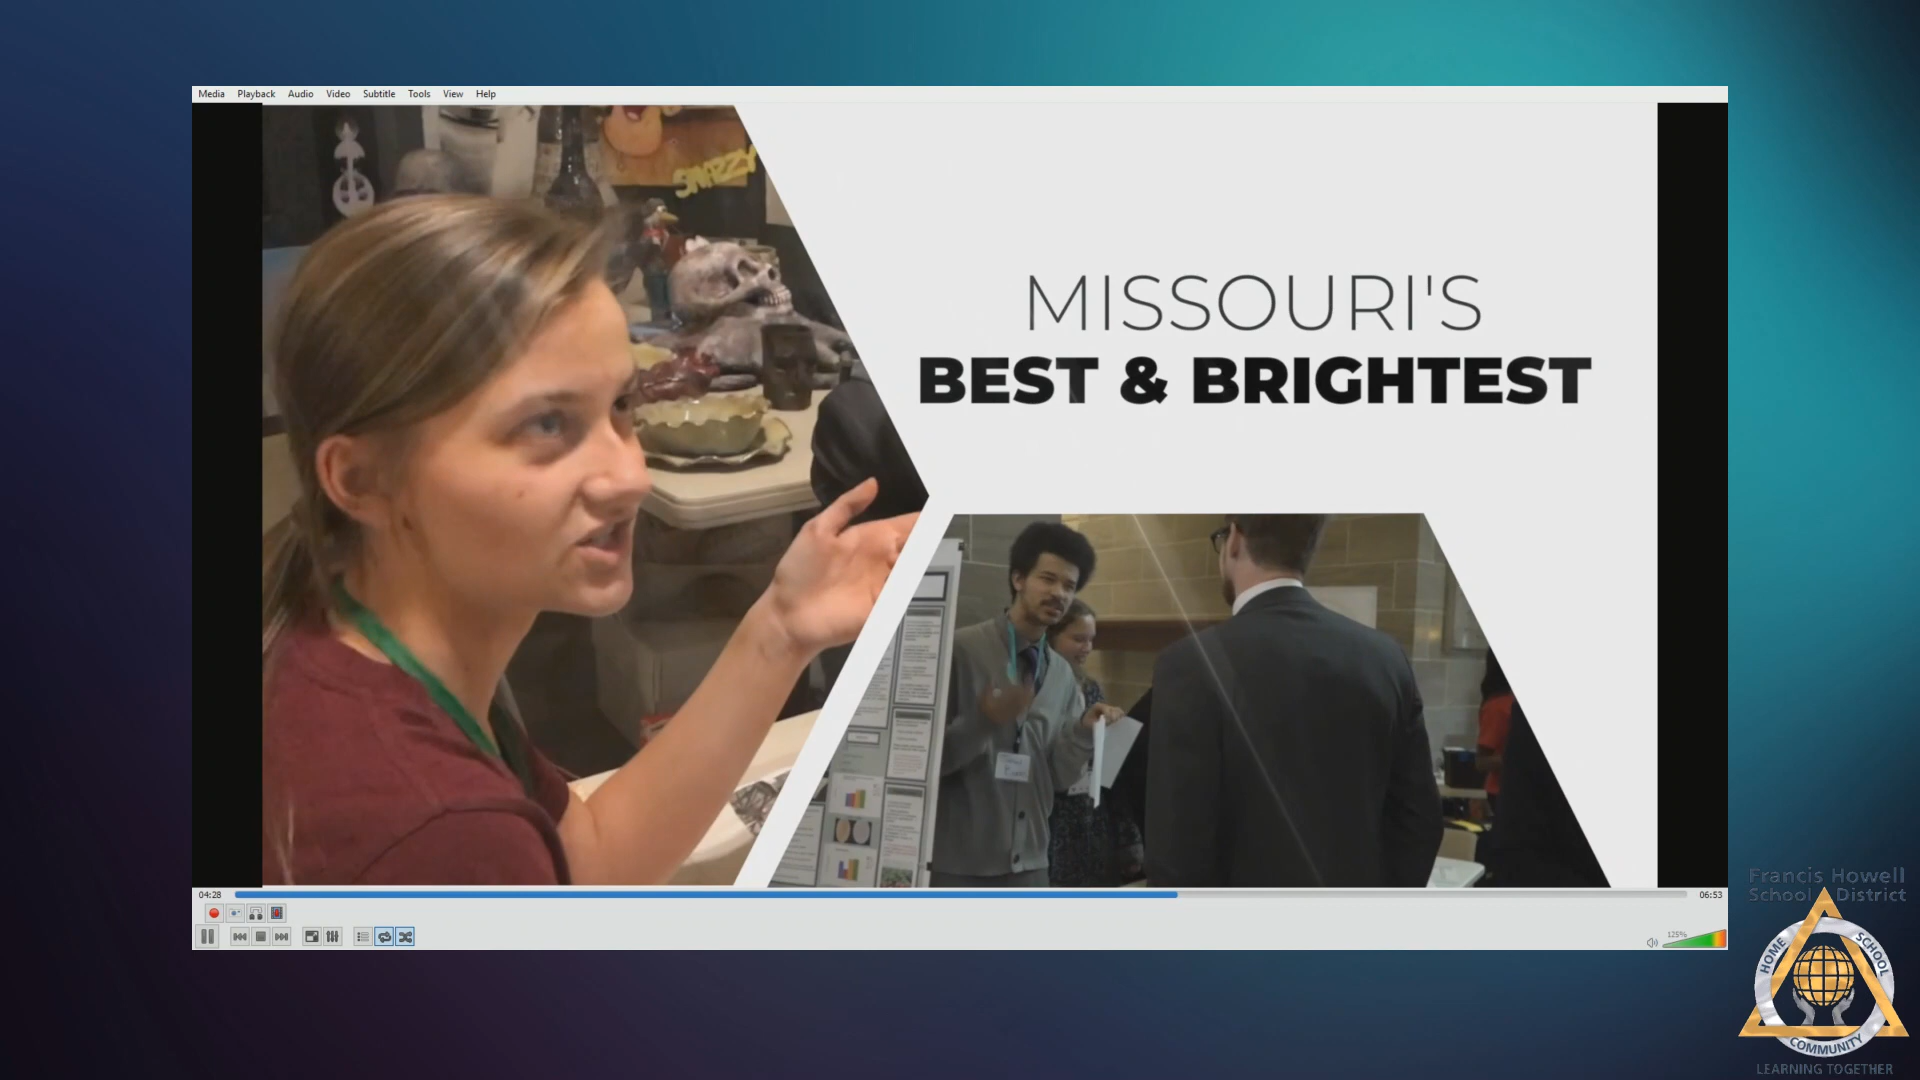 Media Playback Audio Video Subtitle Tools View Help
SNAZZY
MISSOURI'S
BEST & BRIGHTEST
04:28
06:53
125%
Francis Howell
School District
HOME
SCHOOL
COMMUNITY
LEARNING TOGETHER